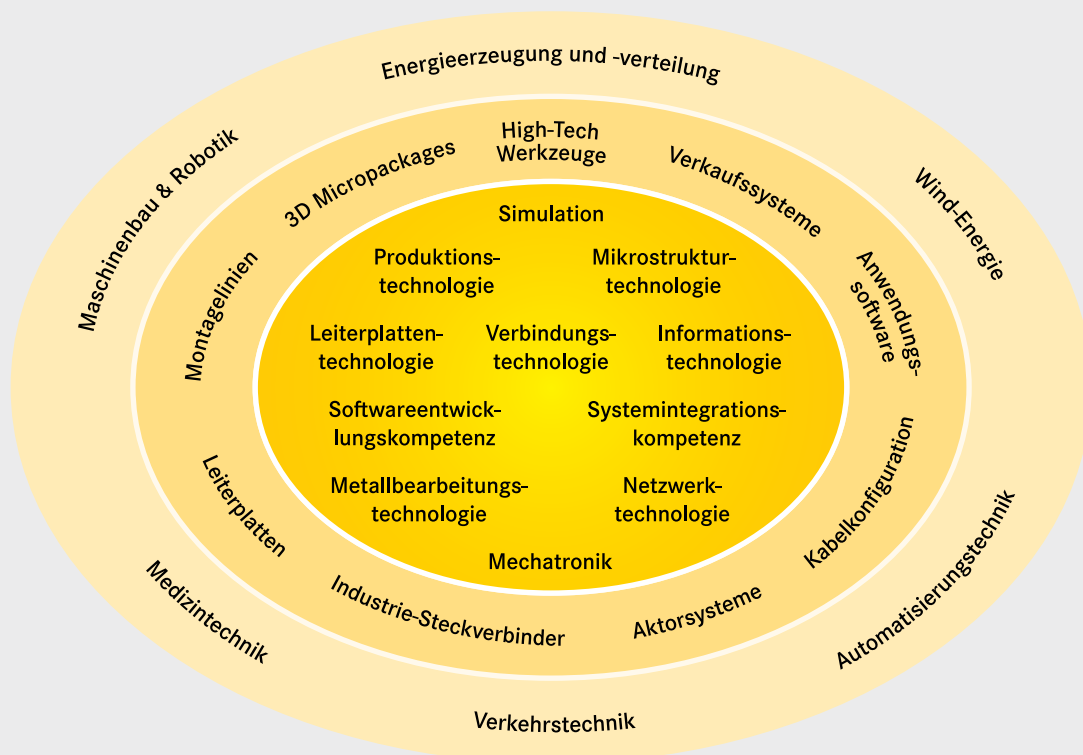 Energieerzeugung und -verteilung
Maschinenbau & Robotik
Wind-Energie
Medizintechnik
Automatisierungstechnik
Verkehrstechnik
High-Tech
Werkzeuge
3D Micropackages
Verkaufssysteme
Montagelinien
Anwendungs-
software
Leiterplatten
Kabelkonfiguration
Industrie-Steckverbinder
Aktorsysteme
Simulation
Produktions-
technologie
Mikrostruktur-
technologie
Leiterplatten-
technologie
Verbindungs-
technologie
Informations-
technologie
Softwareentwick-
lungskompetenz
Systemintegrations-
kompetenz
Metallbearbeitungs-
technologie
Netzwerk-
technologie
Mechatronik